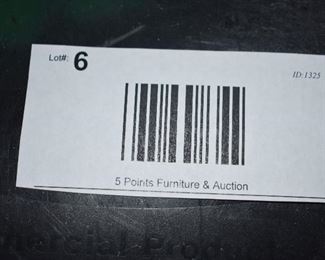 Lot#: 6
ID:1325
5 Points Furniture & Auction